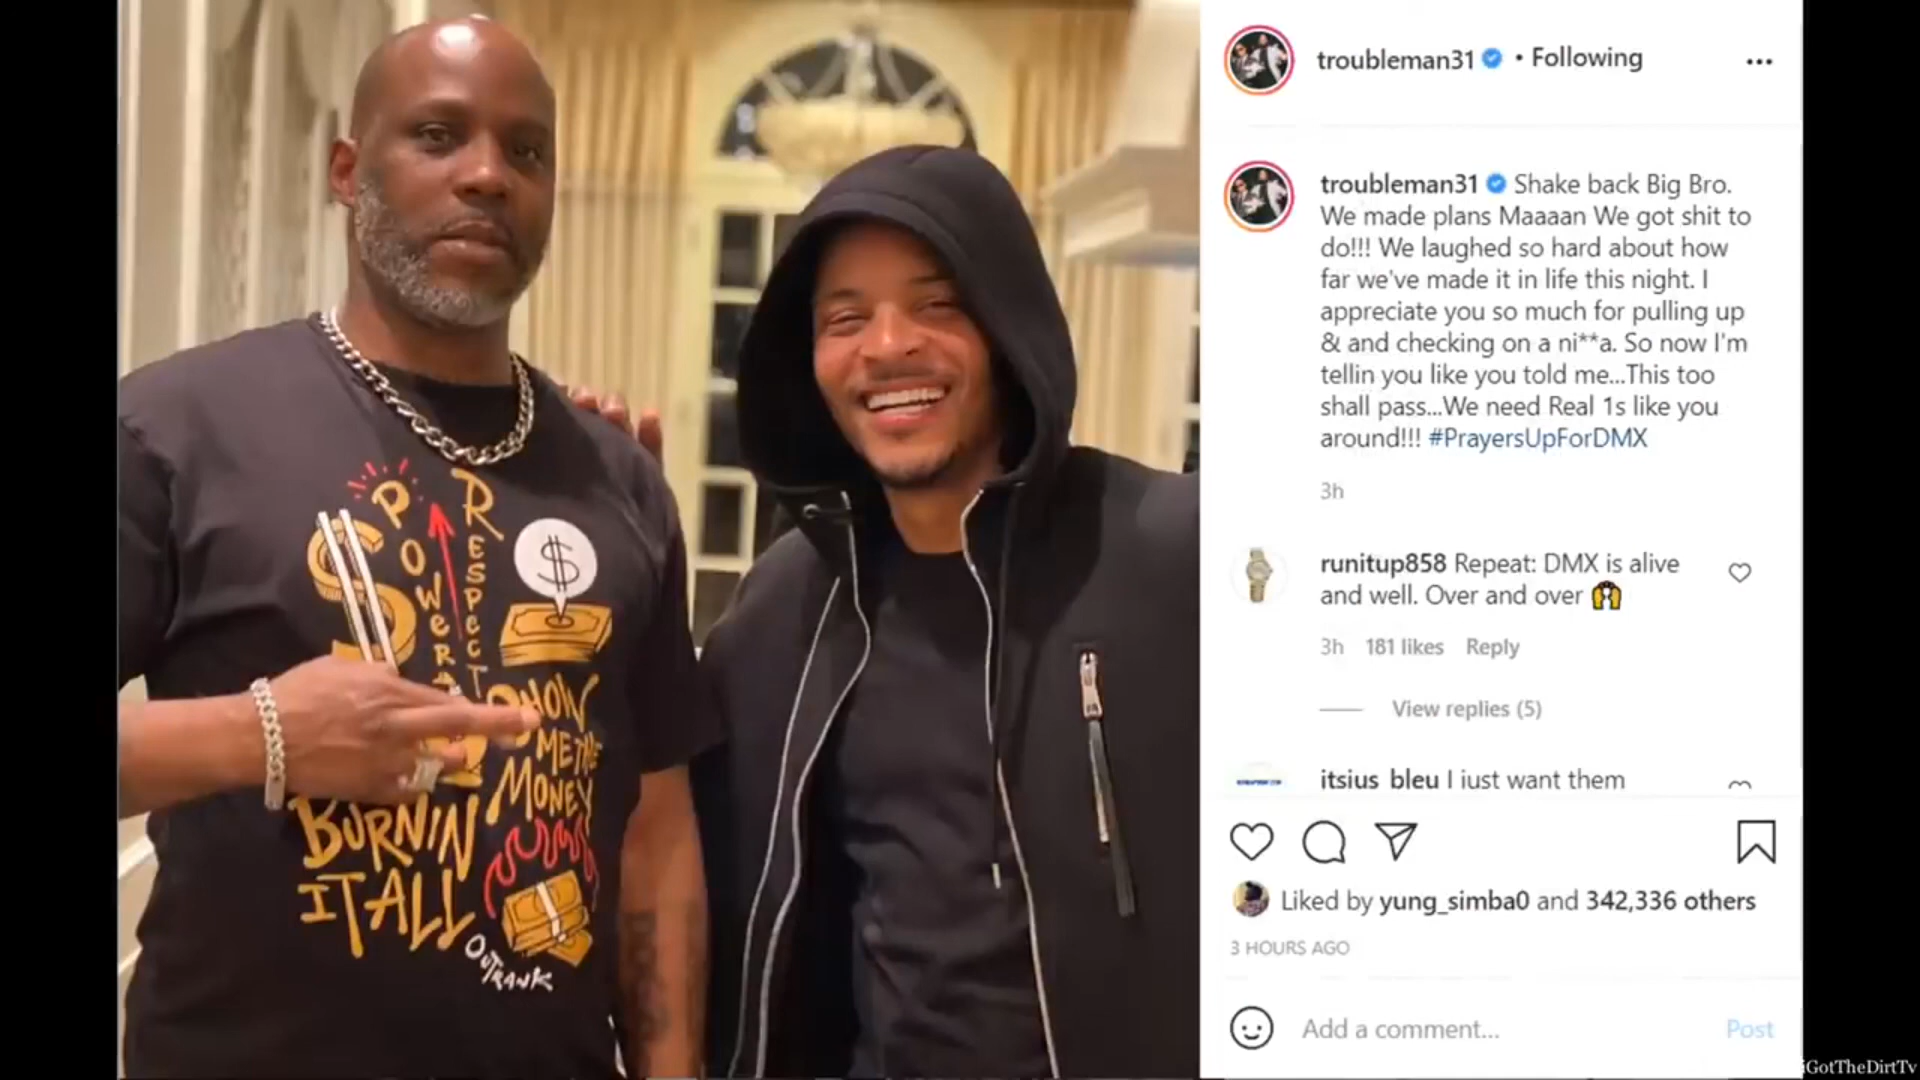 POWER
RESPECT
$
SHOW
ME THE
MONEY
BURNIN
IT ALL
OUTRANK
troubleman31 • Following
troubleman31 Shake back Big Bro.
We made plans Maaaan We got shit to
do!!! We laughed so hard about how
far we've made it in life this night. I
appreciate you so much for pulling up
& and checking on a ni**a. So now I'm
tellin you like you told me...This too
shall pass...We need Real 1s like you
around!!! #PrayersUpForDMX
3h
runitup858 Repeat: DMX is alive
and well. Over and over
3h 181 likes Reply
View replies (5)
itsius_bleu I just want them
Liked by yung_simba0 and 342,336 others
3 HOURS AGO
Add a comment... Post
iGotTheDirtTv